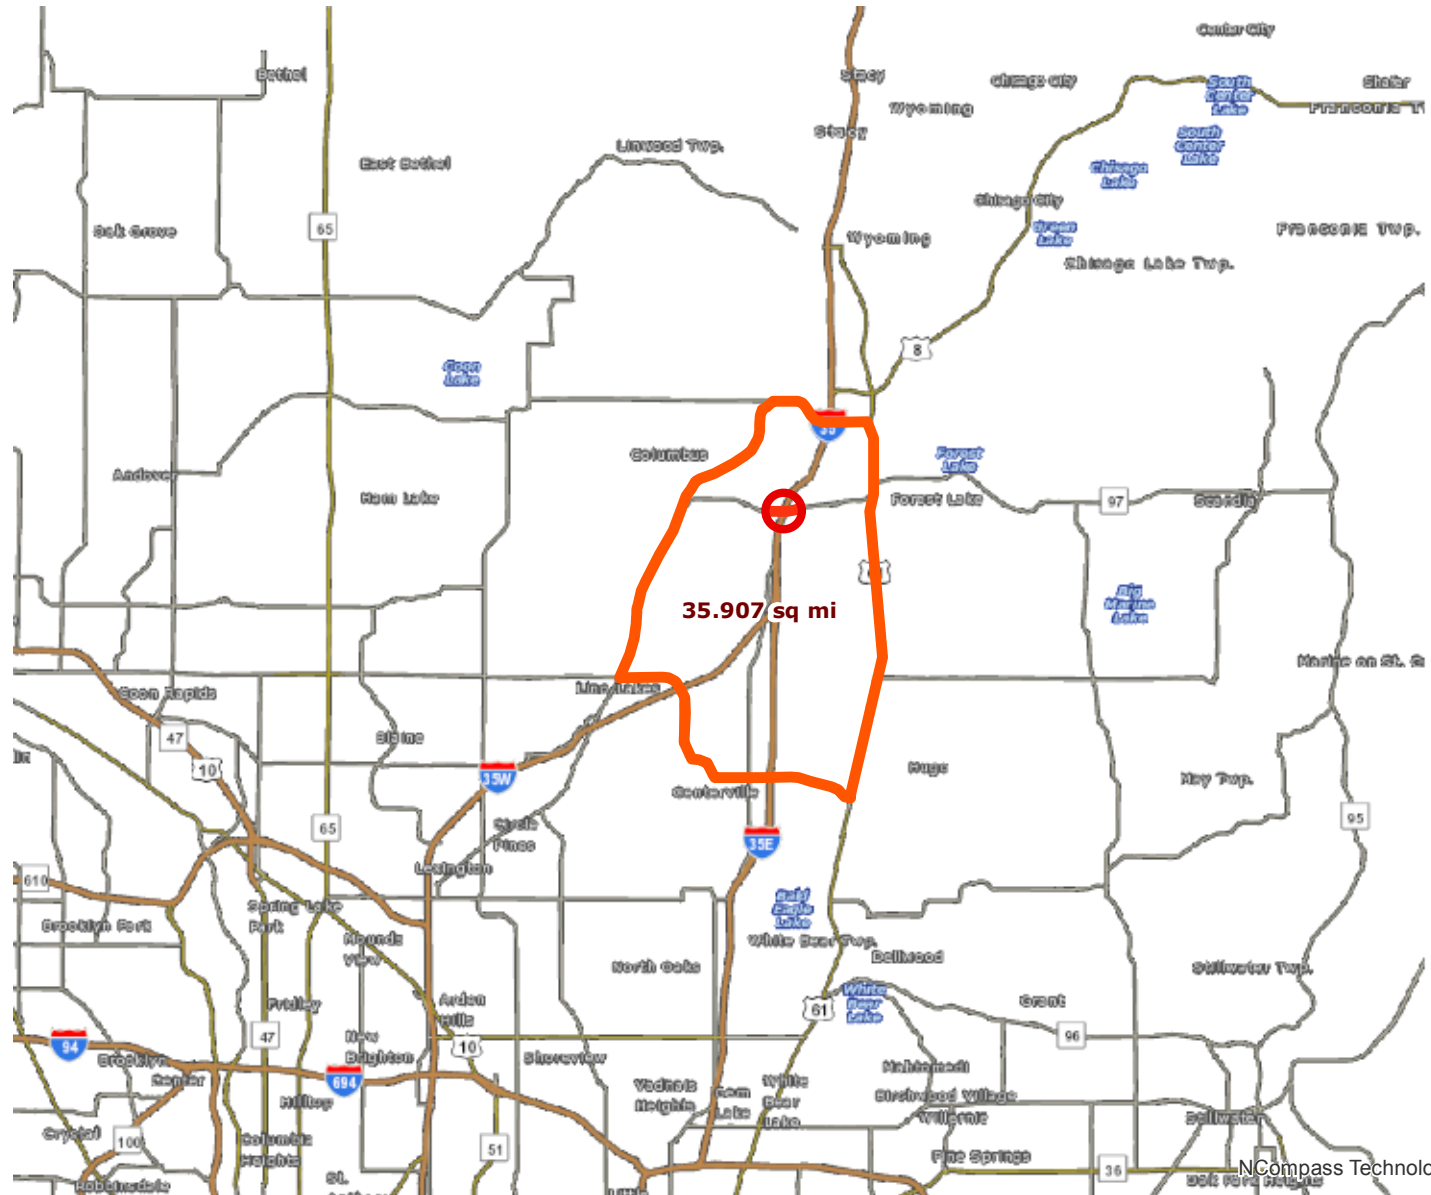 Center City
Bethel
Stacy
Chisago City
South
Center
Lake
Shafer
Wyoming
Stacy
South
Center
Lake
Linwood Twp.
East Bethel
Chisago
Lake
Chisago City
65
Oak Grove
Green
Lake
Franconia Twp.
Wyoming
Chisago Lake Twp.
8
Coon
Lake
35
Columbus
Forest
Lake
Andover
Ham Lake
Forest Lake
97
Scandia
Big
Marine
Lake
35.907 sq mi
Marine on St.
Lino Lakes
Coon Rapids
47
Blaine
10
35W
Hugo
May Twp.
Centerville
65
Circle
Pines
95
35E
Lexington
610
Bald
Eagle
Lake
Spring Lake
Park
Brooklyn Park
Mounds
View
White Bear Twp.
Dellwood
North Oaks
Stillwater Twp.
White
Bear
Lake
Fridley
Arden
Hills
61
Grant
47
New
Brighton
96
94
10
Brooklyn
Center
Shoreview
694
Mahtomedi
Vadnais
Heights
Gem
Lake
White
Bear
Lake
Birchwood Village
Hilltop
Willernie
Stillwater
Crystal
100
Columbia
Heights
51
Pine Springs
36
NCompass Technolo
Oak Park Heights
Robbinsdale
St.
Little